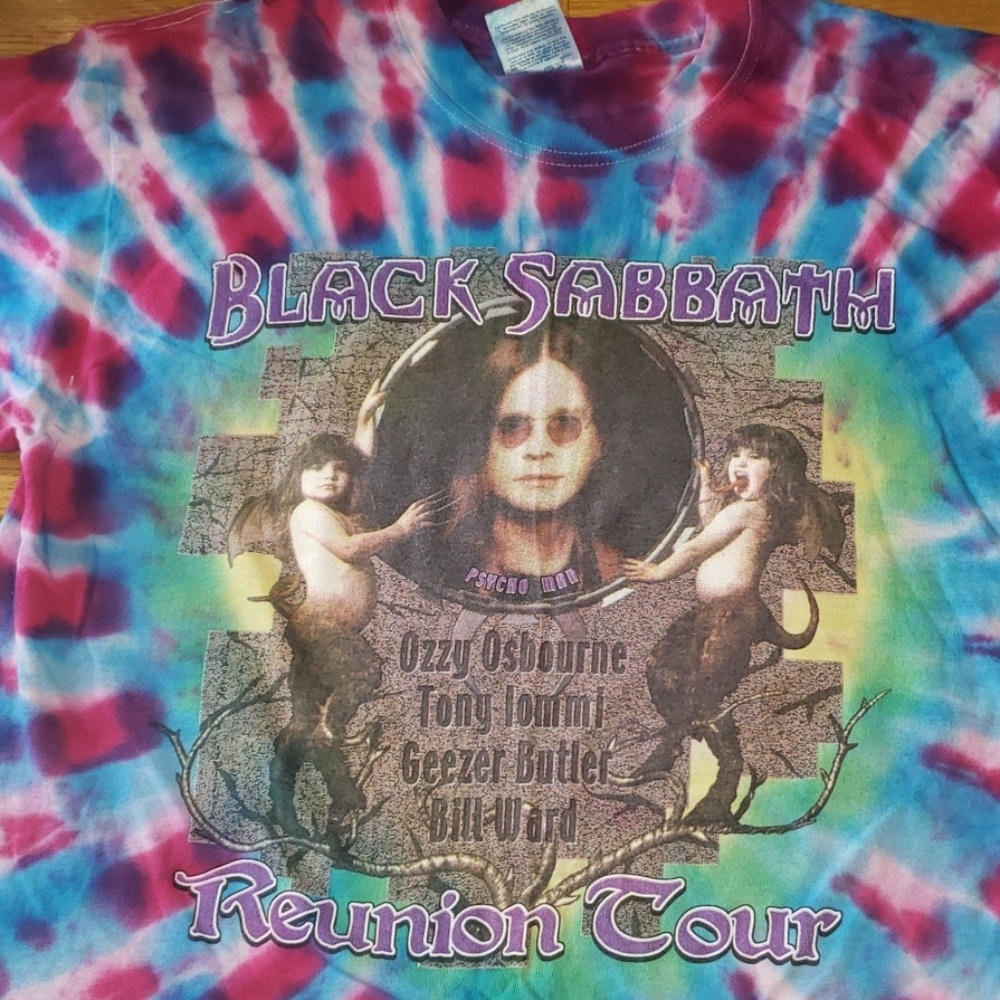 BLACK SABBATH
PSYCHO MAN
Ozzy Osbourne
Tony Iommi
Geezer Butler
Bill Ward
Reunion Tour